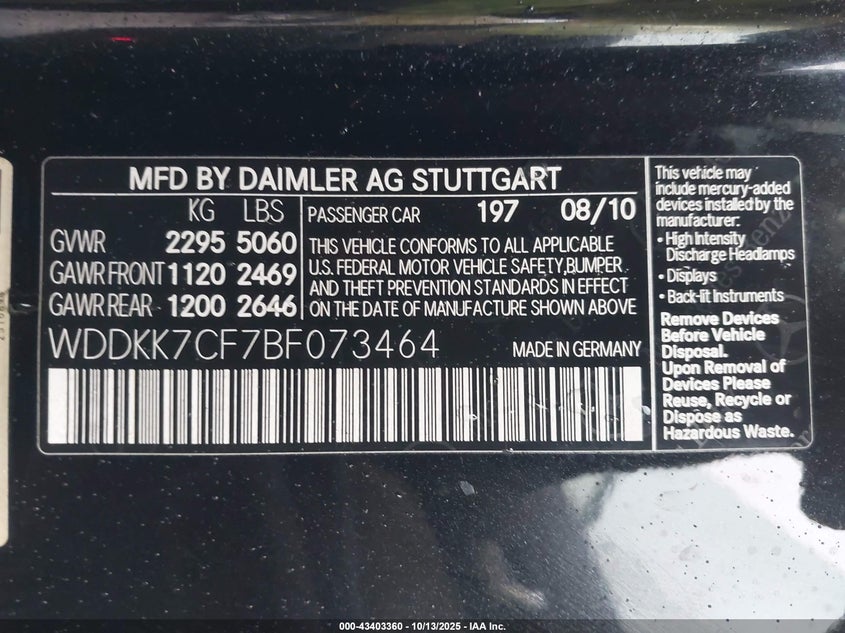 MFD BY DAIMLER AG STUTTGART
KG LBS
GVWR 2295 5060
GAWR FRONT 1120 2469
GAWR REAR 1200 2646
PASSENGER CAR 197 08/10
THIS VEHICLE CONFORMS TO ALL APPLICABLE
U.S. FEDERAL MOTOR VEHICLE SAFETY,BUMPER
AND THEFT PREVENTION STANDARDS IN EFFECT
ON THE DATE OF MANUFACTURE SHOWN ABOVE
WDDKK7CF7BF073464 MADE IN GERMANY
This vehicle may
include mercury-added
devices installed by the
manufacturer:
• High Intensity
Discharge Headlamps
• Displays
• Back-lit Instruments
Remove Devices
Before Vehicle
Disposal.
Upon Removal of
Devices Please
Reuse, Recycle or
Dispose as
Hazardous Waste.
000-43403360 - 10/13/2025 - IAA Inc.